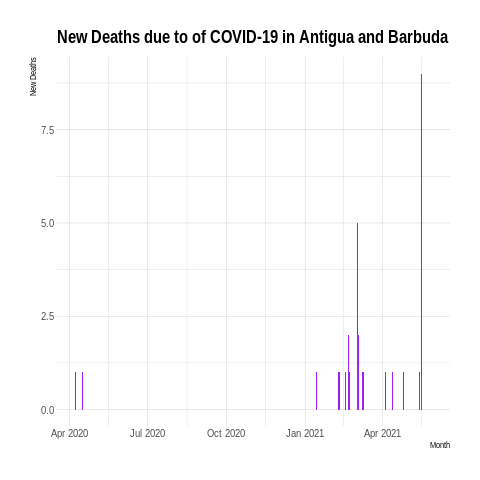 New Deaths due to of COVID-19 in Antigua and Barbuda
New Deaths
7.5
5.0
2.5
0.0
Apr 2020 Jul 2020 Oct 2020 Jan 2021 Apr 2021
Month